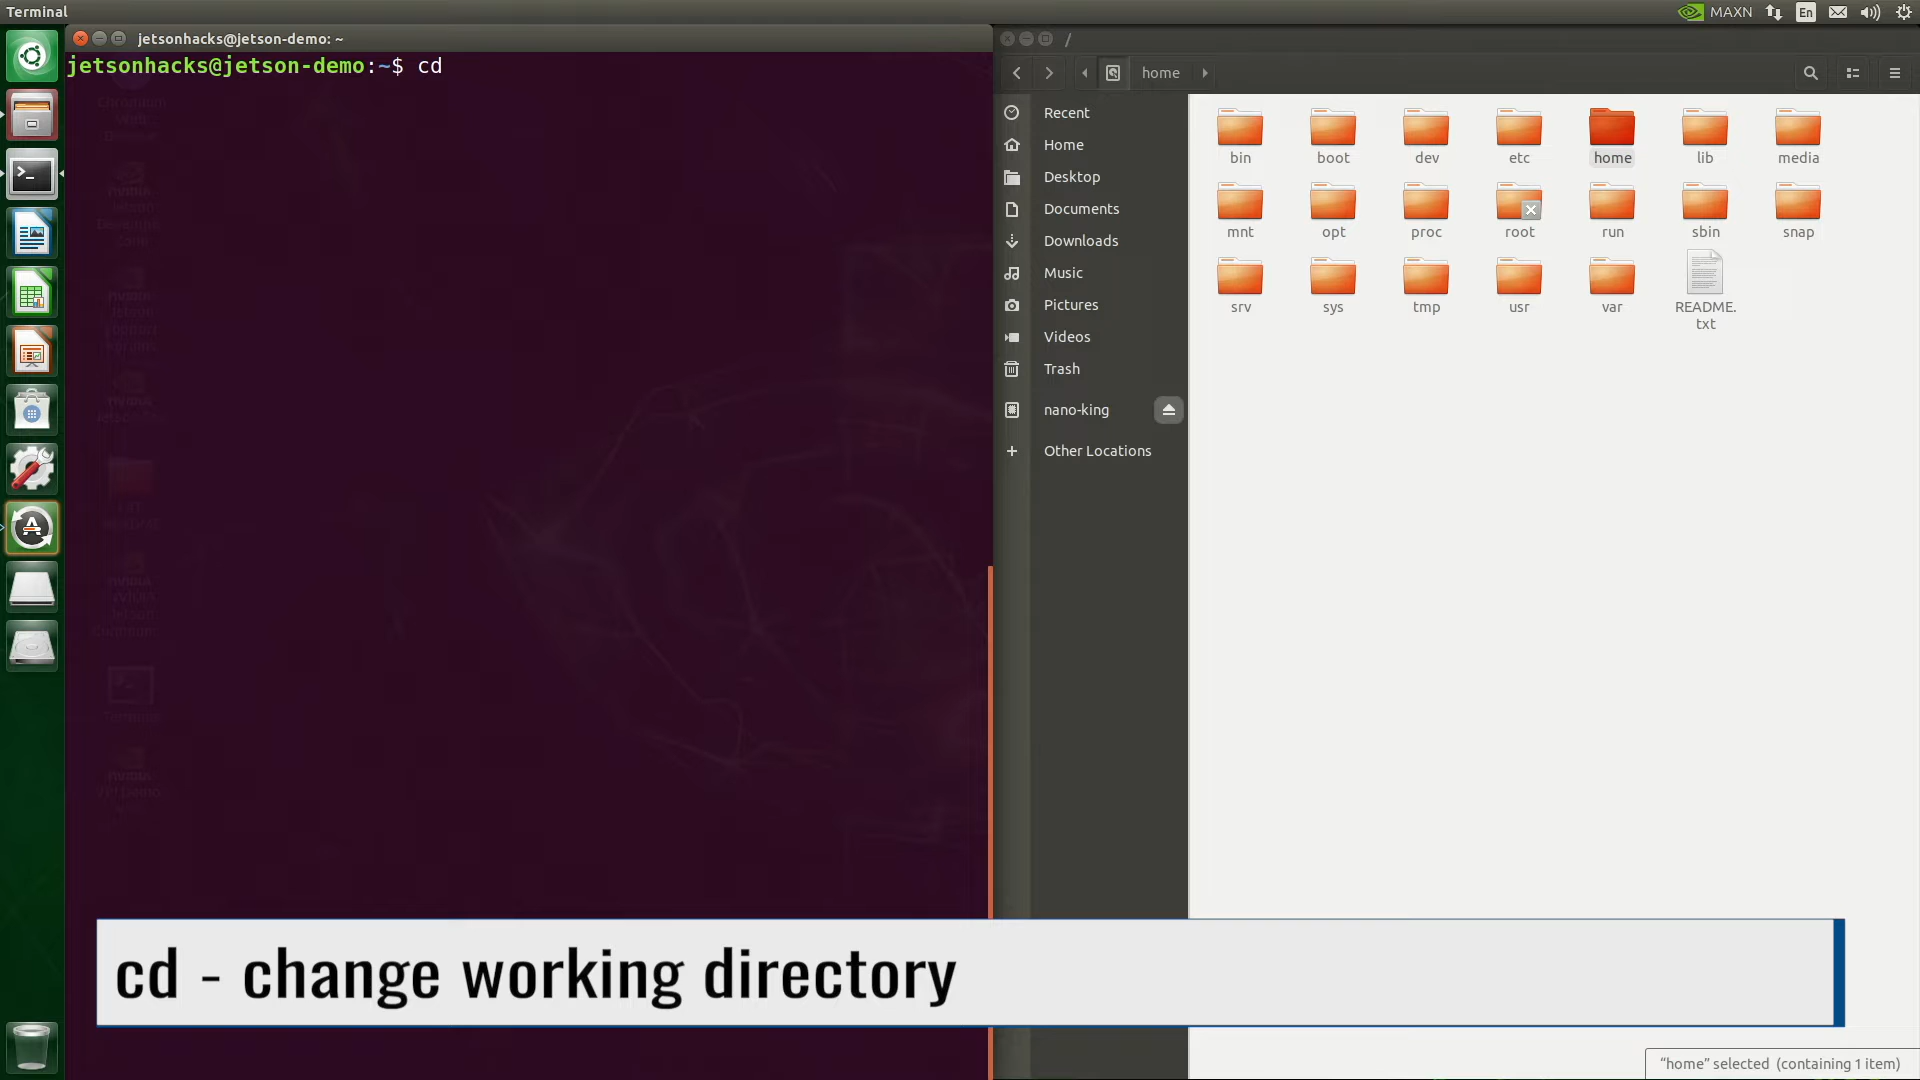 Terminal
MAXN
En
jetsonhacks@jetson-demo: ~
jetsonhacks@jetson-demo:~$ cd
/
home
Recent
Home
Desktop
Documents
Downloads
Music
Pictures
Videos
Trash
nano-king
Other Locations
bin
boot
dev
etc
home
lib
media
mnt
opt
proc
root
run
sbin
snap
srv
sys
tmp
usr
var
README.
txt
cd - change working directory
“home” selected (containing 1 item)